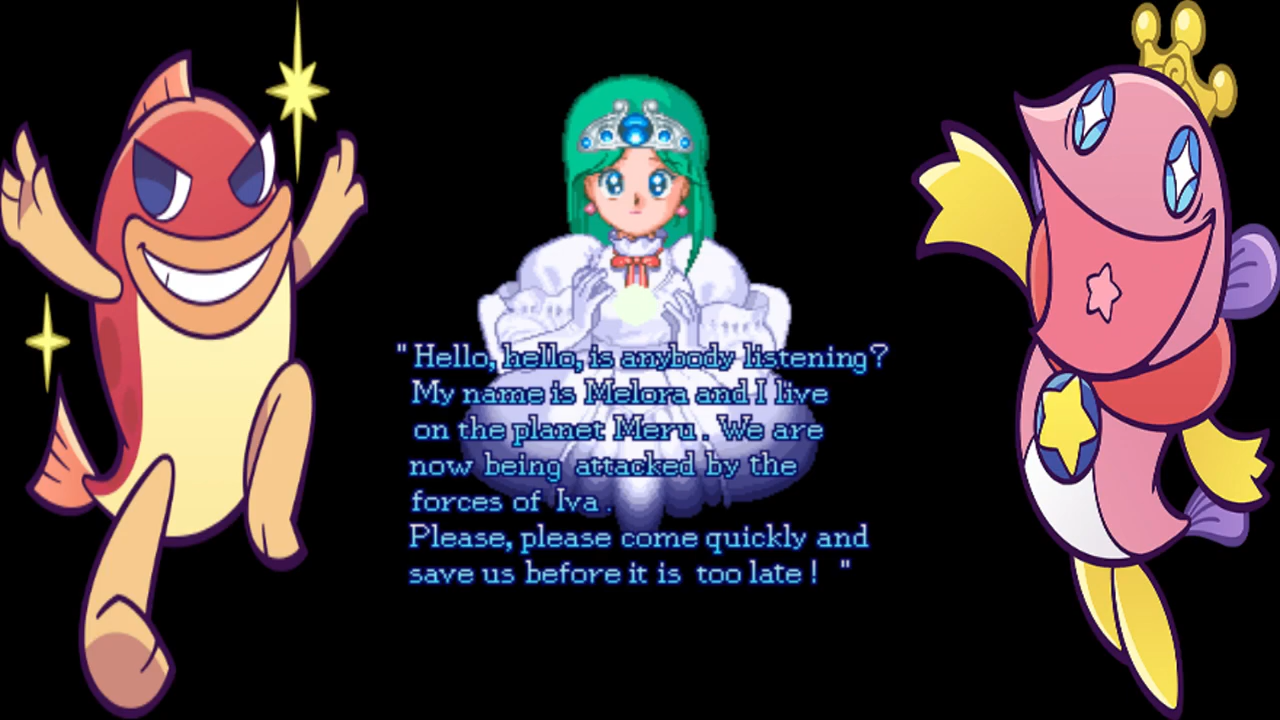 "Hello, hello, is anybody listening?
My name is Melora and I live
on the planet Meru. We are
now being attacked by the
forces of Iva.
Please, please come quickly and
save us before it is too late! "